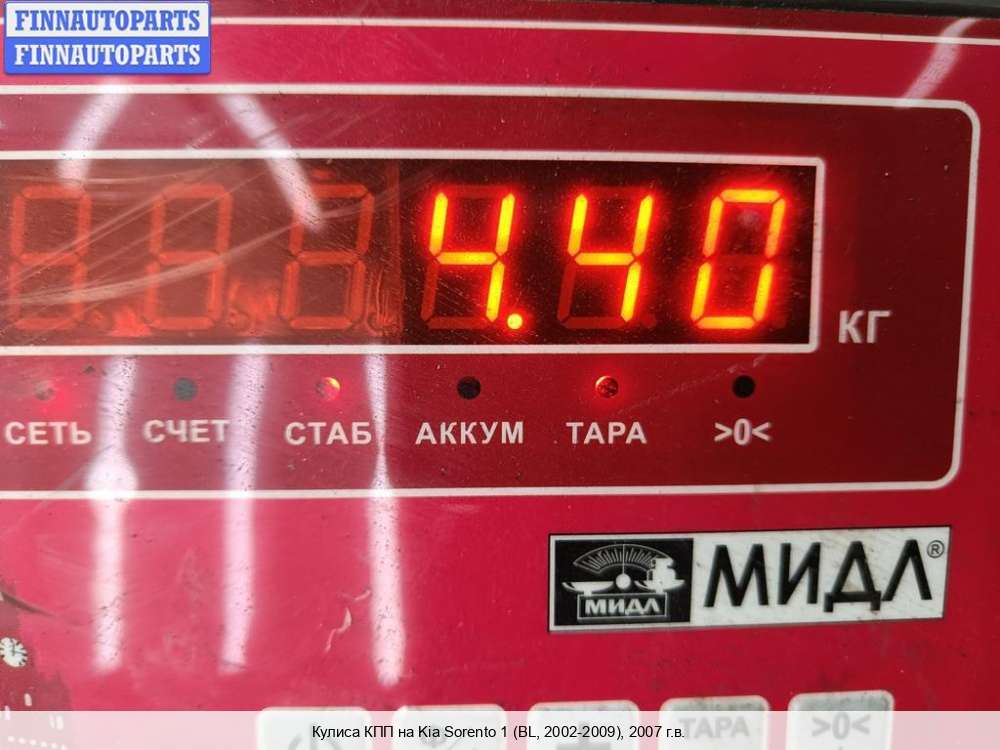 FINNAUTOPARTS
FINNAUTOPARTS
4.40
КГ
СЕТЬ СЧЕТ СТАБ АККУМ ТАРА >0<
МИДЛ МИДЛ®
ТАРА >0<
Кулиса КПП на Kia Sorento 1 (BL, 2002-2009), 2007 г.в.